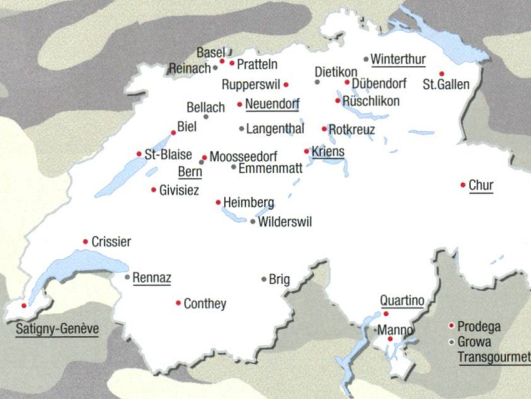 Basel
Pratteln
Reinach
Winterthur
Dietikon
Rupperswil
Dübendorf
St.Gallen
Bellach
Neuendorf
Rüschlikon
Biel
Langenthal
Rotkreuz
St-Blaise
Moosseedorf
Kriens
Bern
Emmenmatt
Givisiez
Chur
Heimberg
Wilderswil
Crissier
Rennaz
Brig
Conthey
Quartino
Satigny-Genève
Manno
Prodega
Growa
Transgourmet